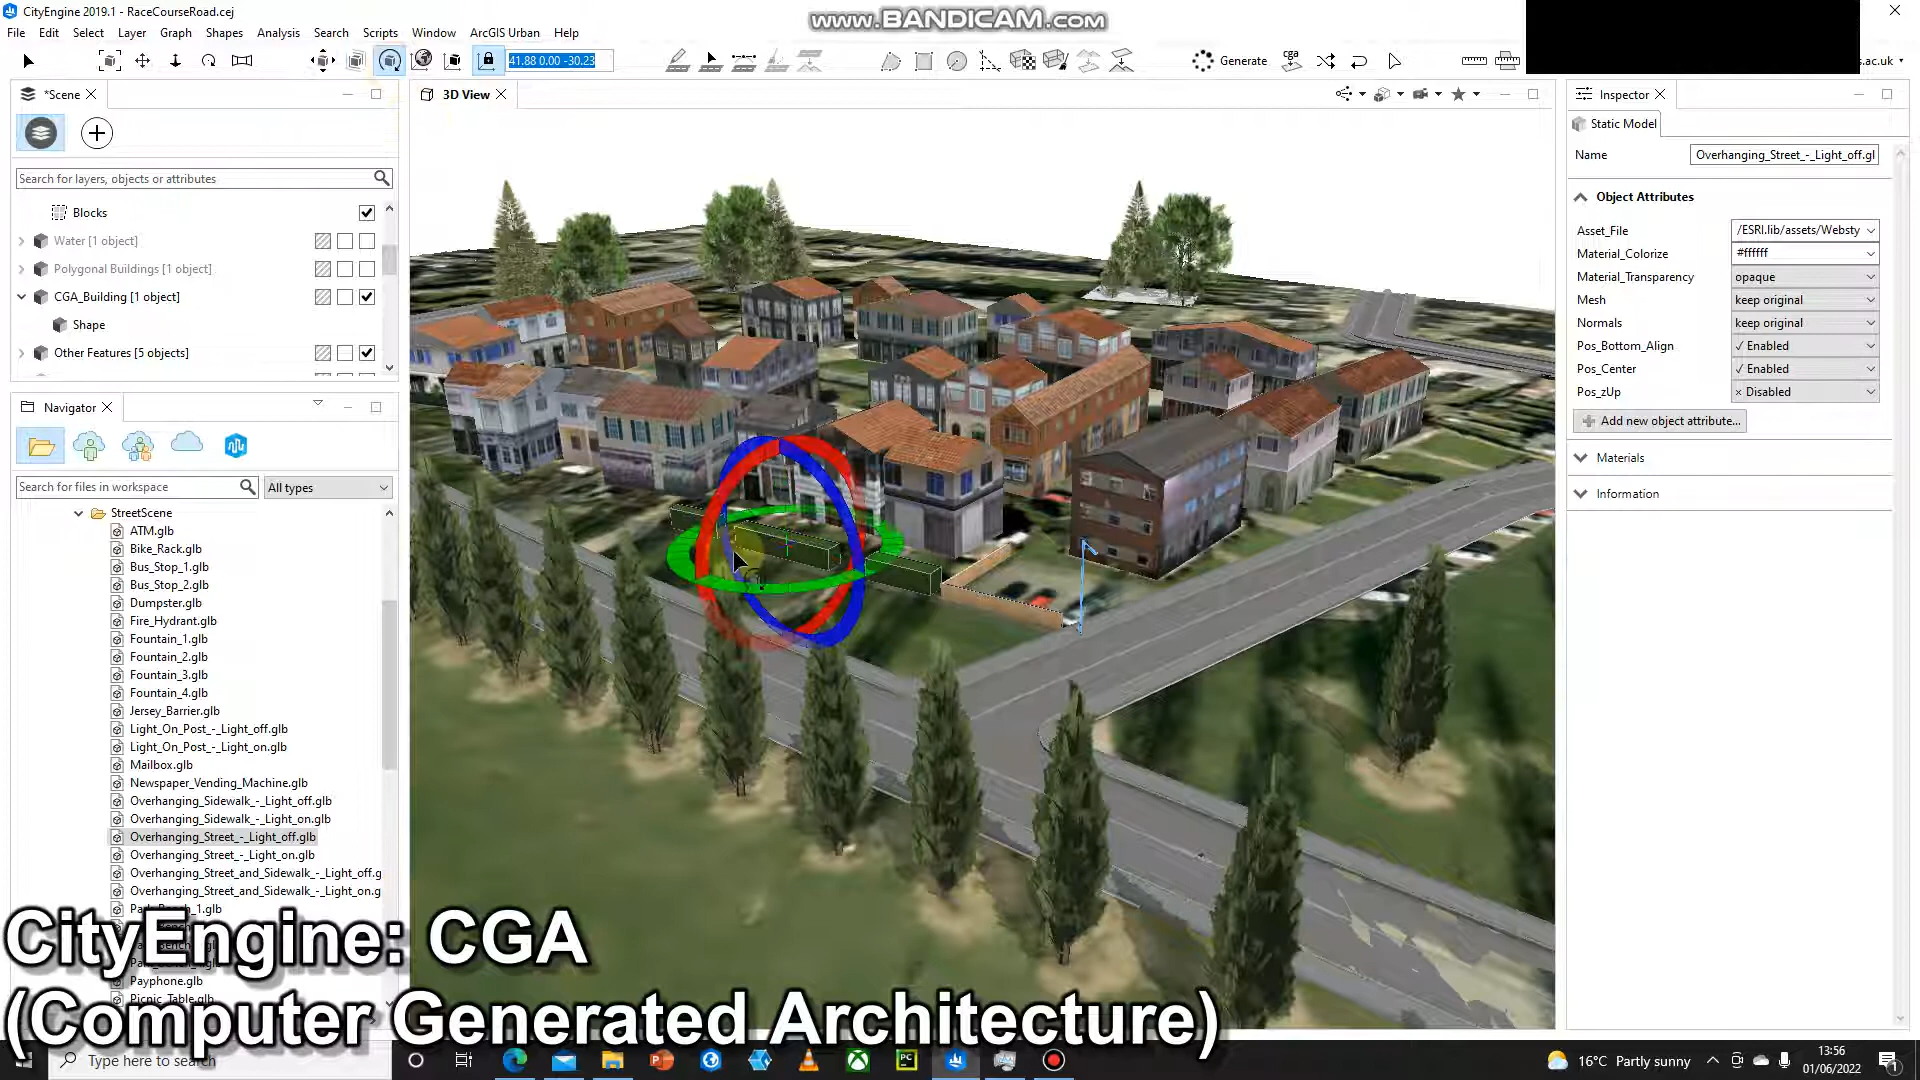 CityEngine 2019.1 - RaceCourseRoad.cej
WWW.BANDICAM.COM
File Edit Select Layer Graph Shapes Analysis Search Scripts Window ArcGIS Urban Help
41.88 0.00 -30.23
cga
Generate
s.ac.uk
*Scene
3D View
Inspector
Static Model
Name Overhanging_Street_-_Light_off.gl
Search for layers, objects or attributes
Blocks
Water [1 object]
Polygonal Buildings [1 object]
CGA_Building [1 object]
Shape
Other Features [5 objects]
Object Attributes
Asset_File /ESRI.lib/assets/Websty
Material_Colorize #ffffff
Material_Transparency opaque
Mesh keep original
Normals keep original
Pos_Bottom_Align ✓ Enabled
Pos_Center ✓ Enabled
Pos_zUp × Disabled
Add new object attribute...
Materials
Information
Navigator
Search for files in workspace
All types
StreetScene
ATM.glb
Bike_Rack.glb
Bus_Stop_1.glb
Bus_Stop_2.glb
Dumpster.glb
Fire_Hydrant.glb
Fountain_1.glb
Fountain_2.glb
Fountain_3.glb
Fountain_4.glb
Jersey_Barrier.glb
Light_On_Post_-_Light_off.glb
Light_On_Post_-_Light_on.glb
Mailbox.glb
Newspaper_Vending_Machine.glb
Overhanging_Sidewalk_-_Light_off.glb
Overhanging_Sidewalk_-_Light_on.glb
Overhanging_Street_-_Light_off.glb
Overhanging_Street_-_Light_on.glb
Overhanging_Street_and_Sidewalk_-_Light_off.g
Overhanging_Street_and_Sidewalk_-_Light_on.g
Payphone.glb
Picnic_Table.glb
CityEngine: CGA
(Computer Generated Architecture)
Type here to search
PC
16°C Partly sunny
13:56
01/06/2022
1